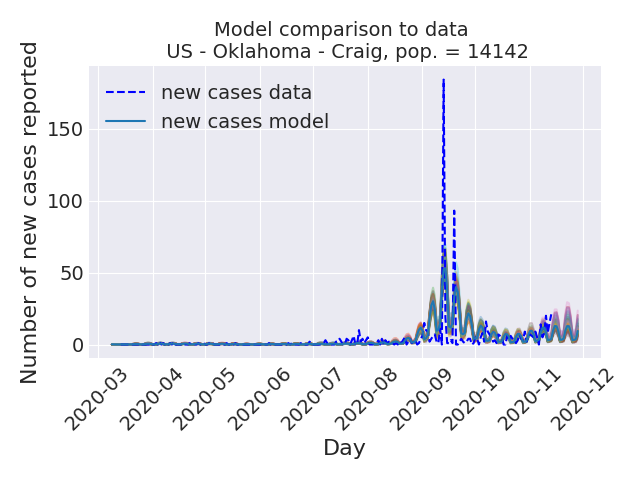 Model comparison to data
US - Oklahoma - Craig, pop. = 14142
new cases data
new cases model
Number of new cases reported
150
100
50
0
2020-03
2020-04
2020-05
2020-06
2020-07
2020-08
2020-09
2020-10
2020-11
2020-12
Day